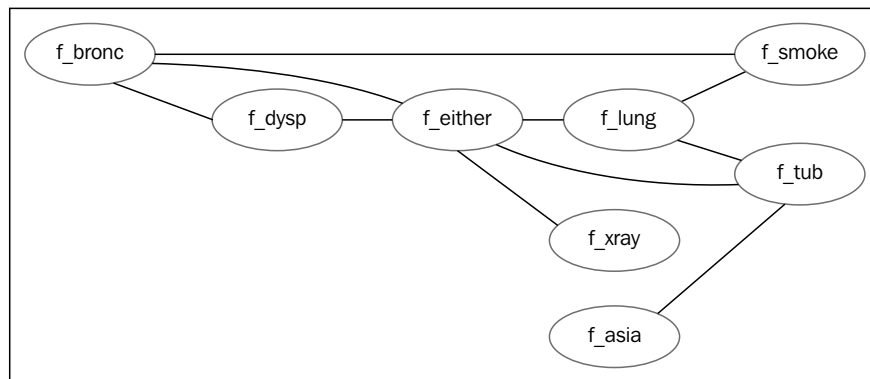 f_bronc
f_smoke
f_dysp
f_either
f_lung
f_tub
f_xray
f_asia